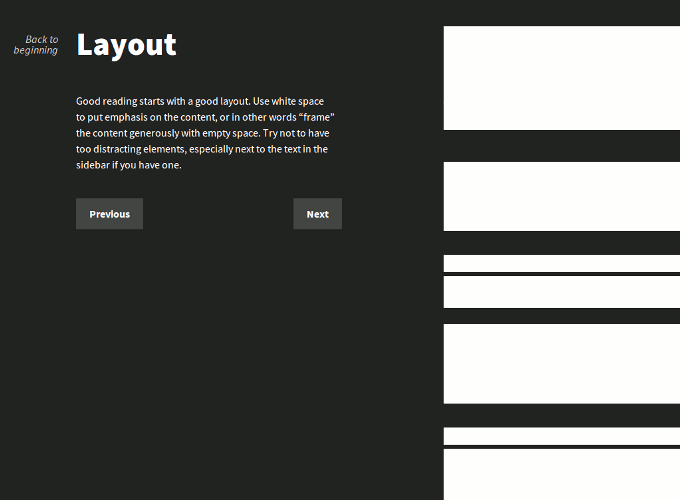 Back to
beginning
Layout
Good reading starts with a good layout. Use white space
to put emphasis on the content, or in other words “frame”
the content generously with empty space. Try not to have
too distracting elements, especially next to the text in the
sidebar if you have one.
Previous
Next